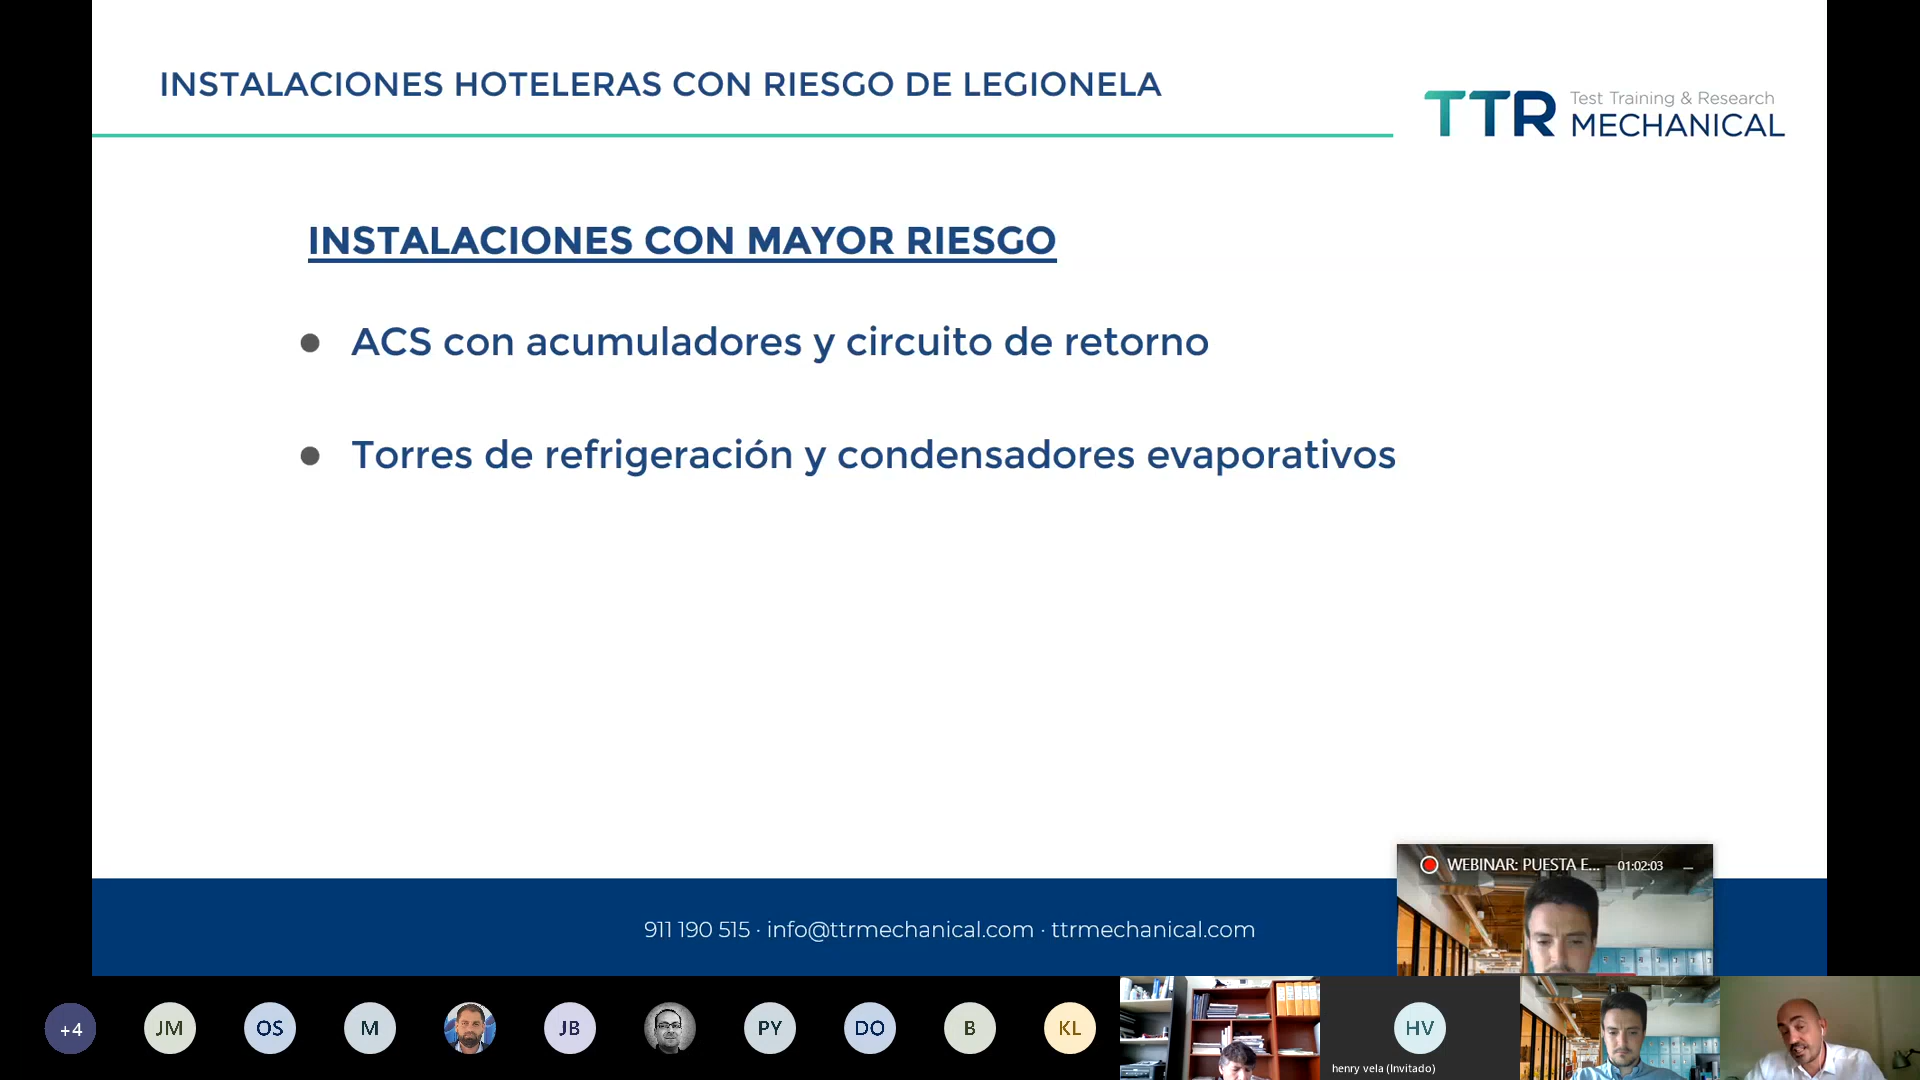 INSTALACIONES HOTELERAS CON RIESGO DE LEGIONELA
TTR Test Training & Research
MECHANICAL
INSTALACIONES CON MAYOR RIESGO
● ACS con acumuladores y circuito de retorno
● Torres de refrigeración y condensadores evaporativos
WEBINAR: PUESTA E... 01:02:03
911 190 515 · info@ttrmechanical.com · ttrmechanical.com
+4 JM OS M JB PY DO B KL HV
henry vela (Invitado)